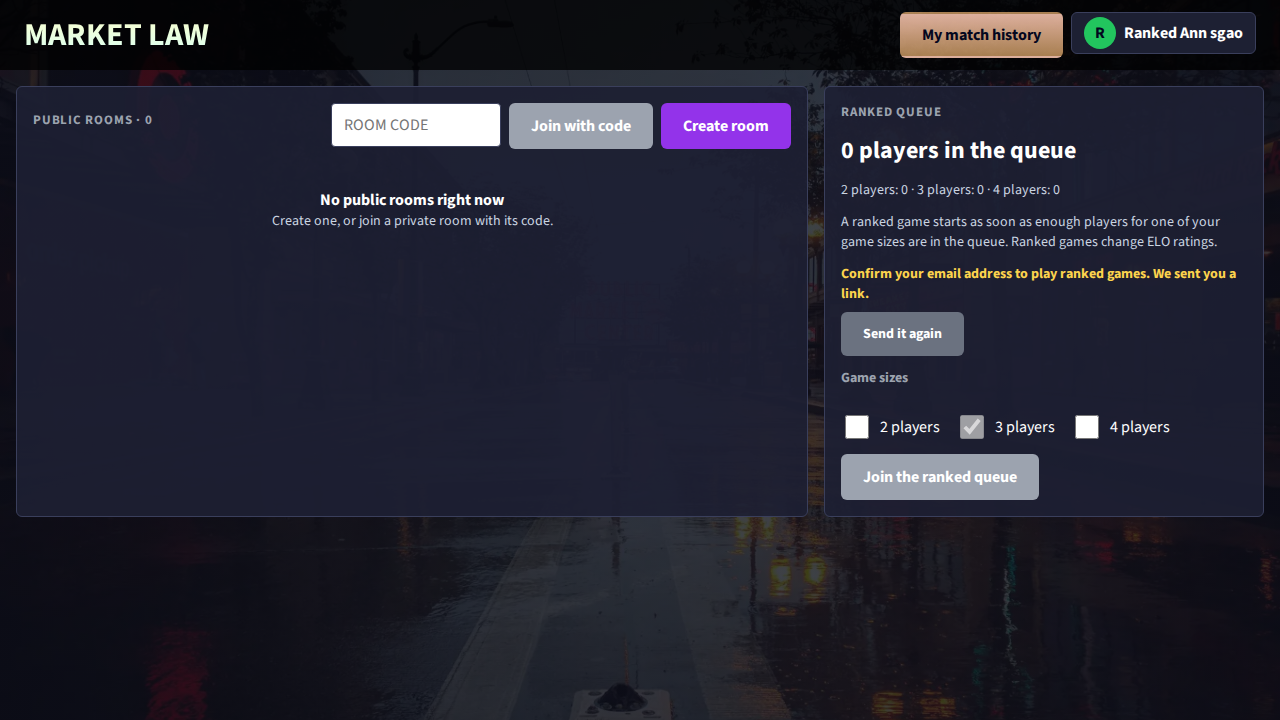 MARKET LAW
My match history
R
Ranked Ann sgao
PUBLIC ROOMS · 0
ROOM CODE
Join with code
Create room
No public rooms right now
Create one, or join a private room with its code.
RANKED QUEUE
0 players in the queue
2 players: 0 · 3 players: 0 · 4 players: 0
A ranked game starts as soon as enough players for one of your
game sizes are in the queue. Ranked games change ELO ratings.
Confirm your email address to play ranked games. We sent you a
link.
Send it again
Game sizes
2 players
3 players
4 players
Join the ranked queue